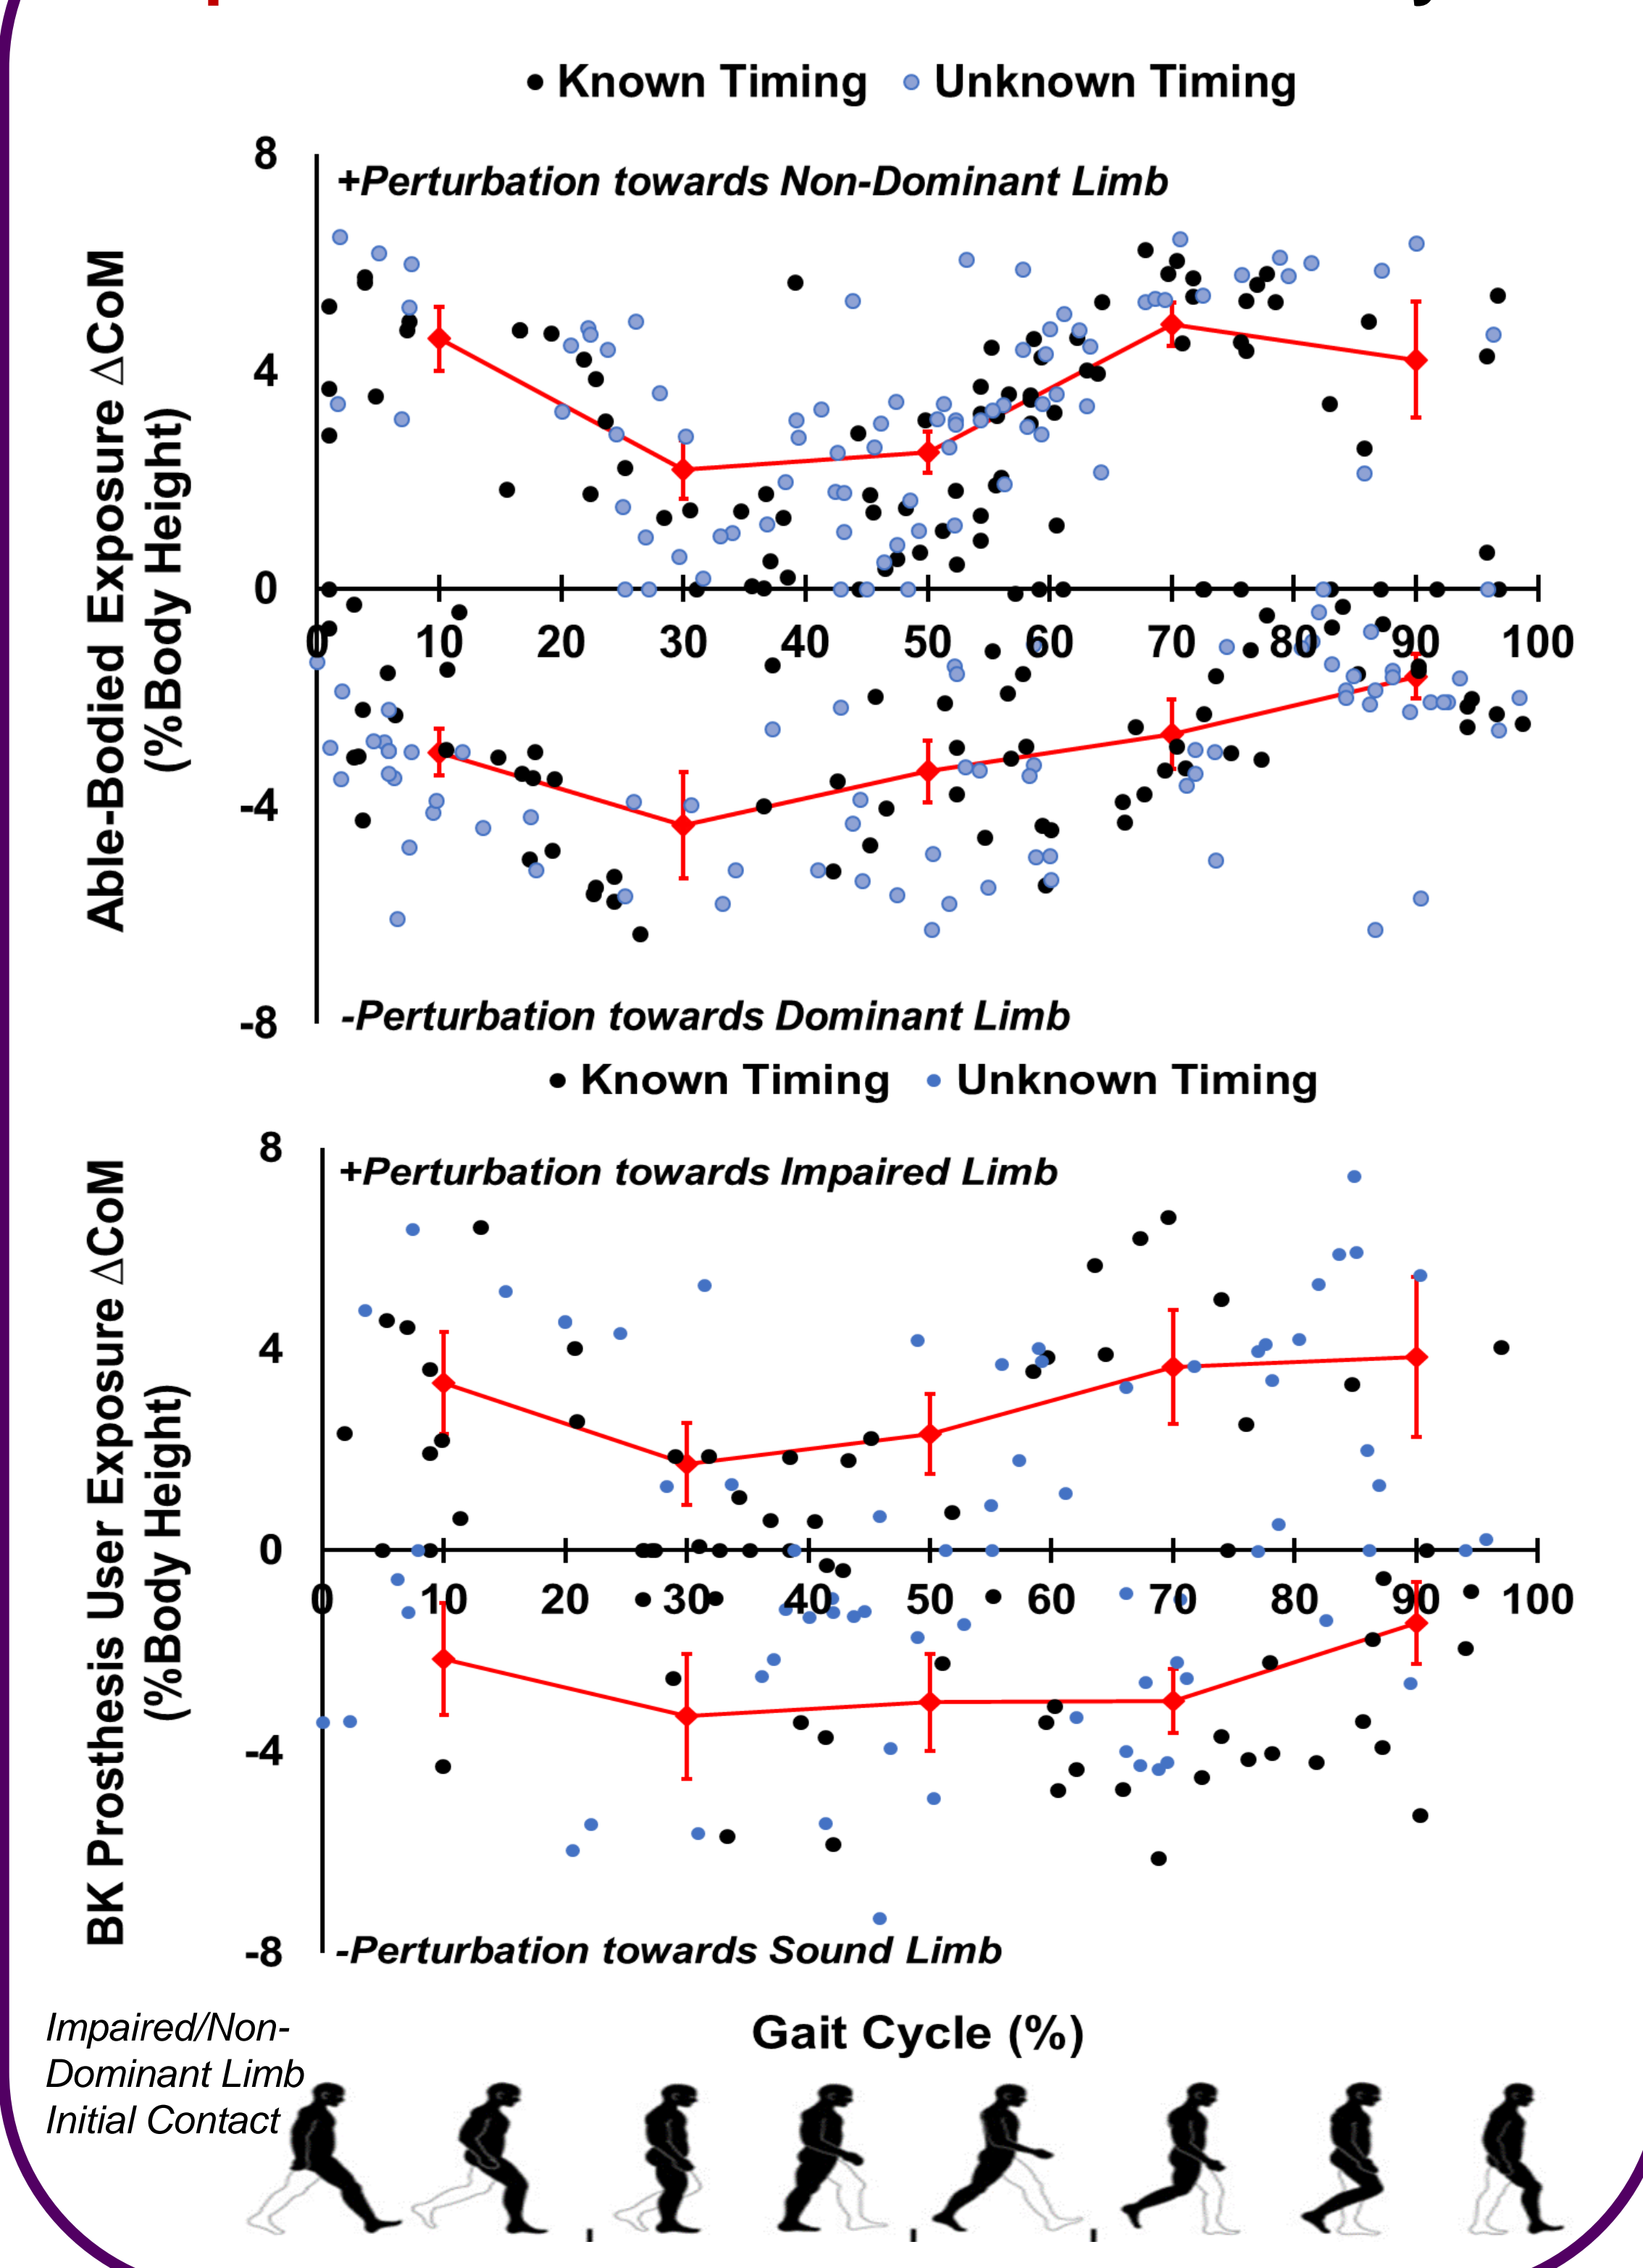 Known Timing Unknown Timing
8
+Perturbation towards Non-Dominant Limb
4
0
0 10 20 30 40 50 60 70 80 90 100
-4
-8
-Perturbation towards Dominant Limb
Able-Bodied Exposure ΔCoM
(%Body Height)
Known Timing Unknown Timing
8
+Perturbation towards Impaired Limb
4
0
0 10 20 30 40 50 60 70 80 90 100
-4
-8
-Perturbation towards Sound Limb
BK Prosthesis User Exposure ΔCoM
(%Body Height)
Gait Cycle (%)
Impaired/Non-
Dominant Limb
Initial Contact